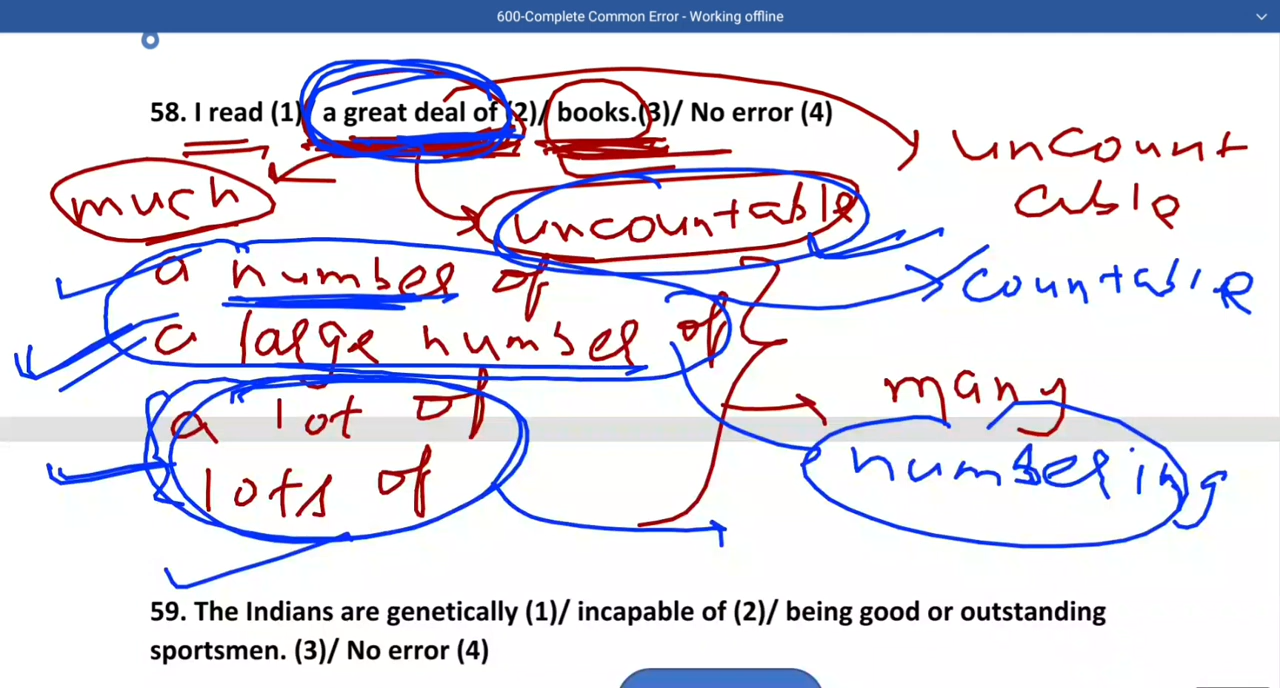 600-Complete Common Error - Working offline
58. I read (1)/ a great deal of (2)/ books.(3)/ No error (4)
uncount
able
much
uncountable
a number of
countable
a large number of
many
a lot of
numbering
lots of
59. The Indians are genetically (1)/ incapable of (2)/ being good or outstanding
sportsmen. (3)/ No error (4)